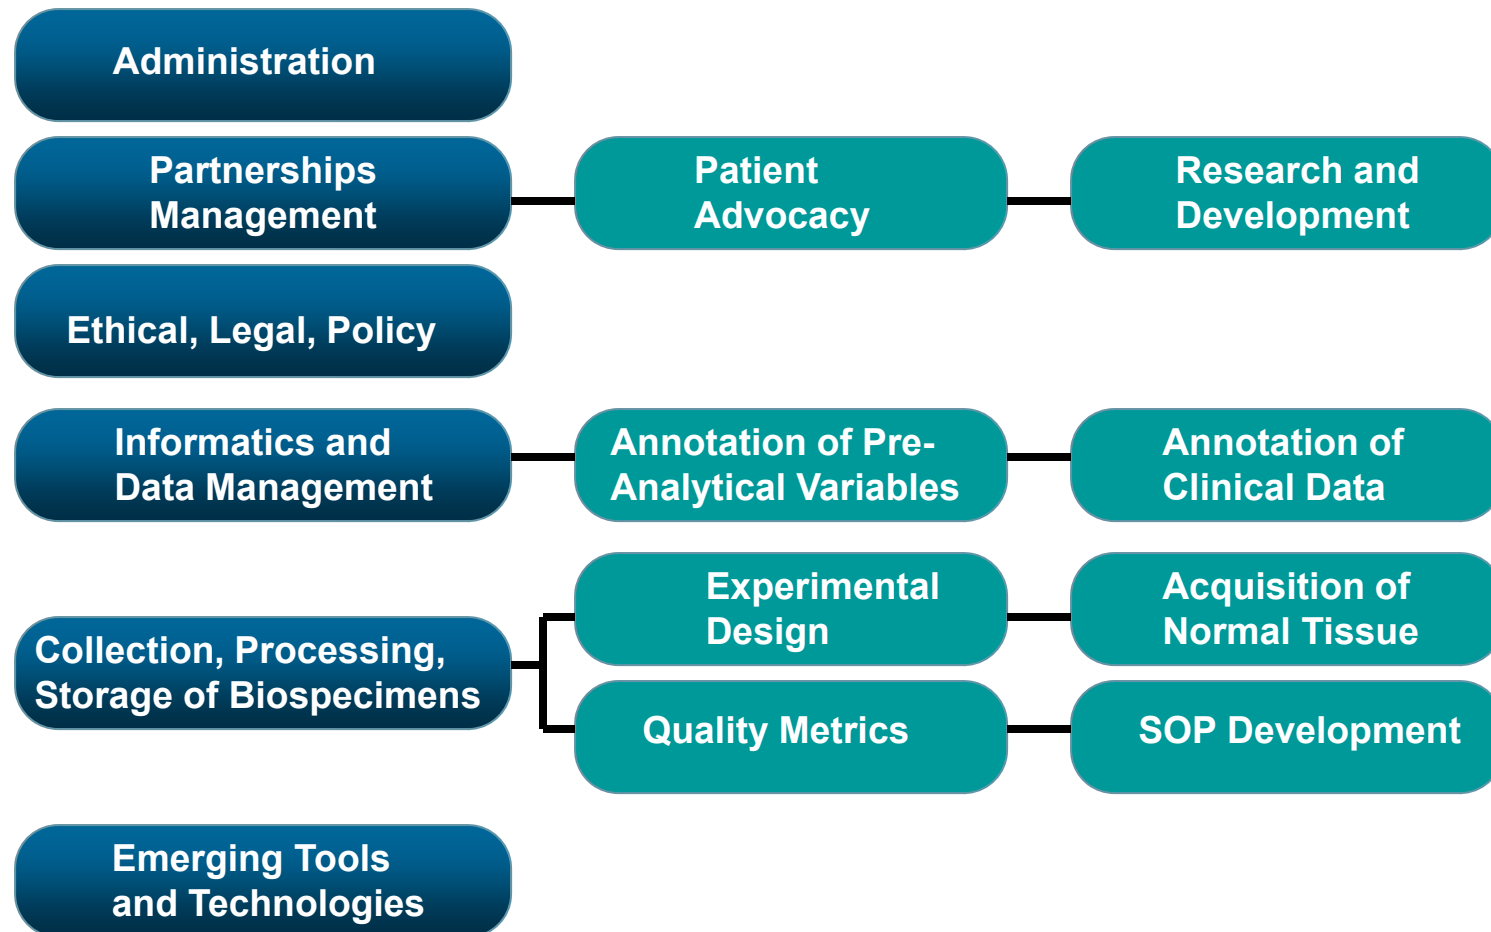 Administration
Partnerships
Management
Patient
Advocacy
Research and
Development
Ethical, Legal, Policy
Informatics and
Data Management
Annotation of Pre-
Analytical Variables
Annotation of
Clinical Data
Collection, Processing,
Storage of Biospecimens
Experimental
Design
Acquisition of
Normal Tissue
Quality Metrics
SOP Development
Emerging Tools
and Technologies